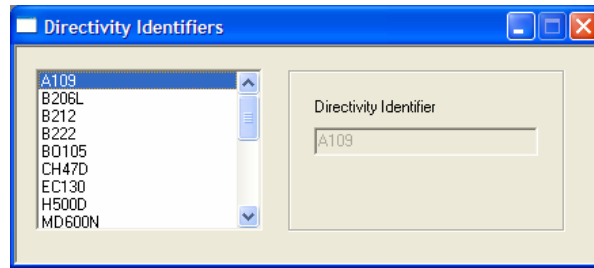 Directivity Identifiers
A109
B206L
B212
B222
BO105
CH47D
EC130
H500D
MD600N
Directivity Identifier
A109